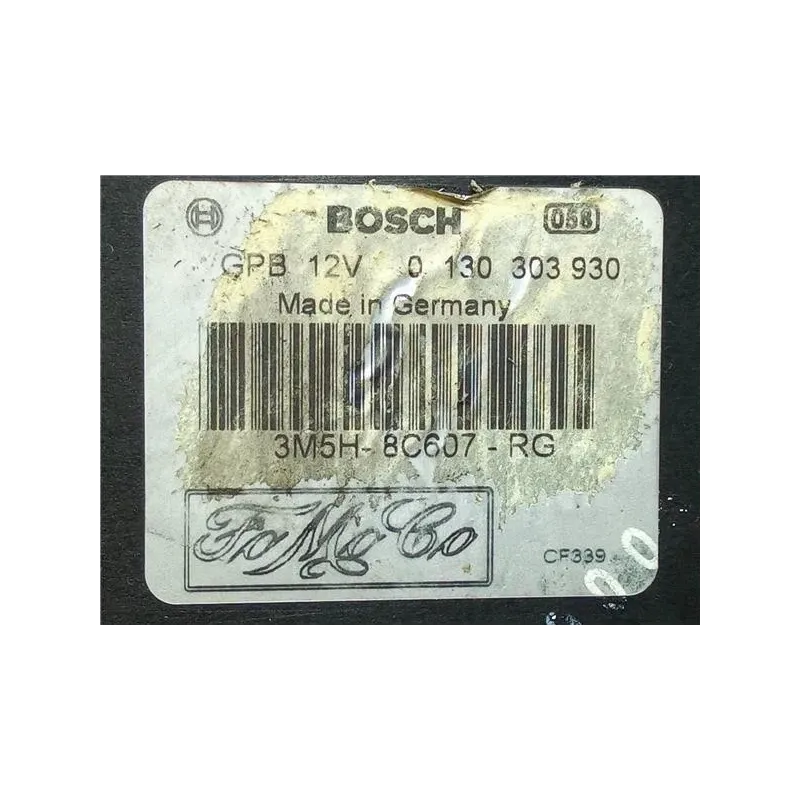 BOSCH 058
GPB 12V 0 130 303 930
Made in Germany
3M5H-8C607-RG
FoMoCo
CF339